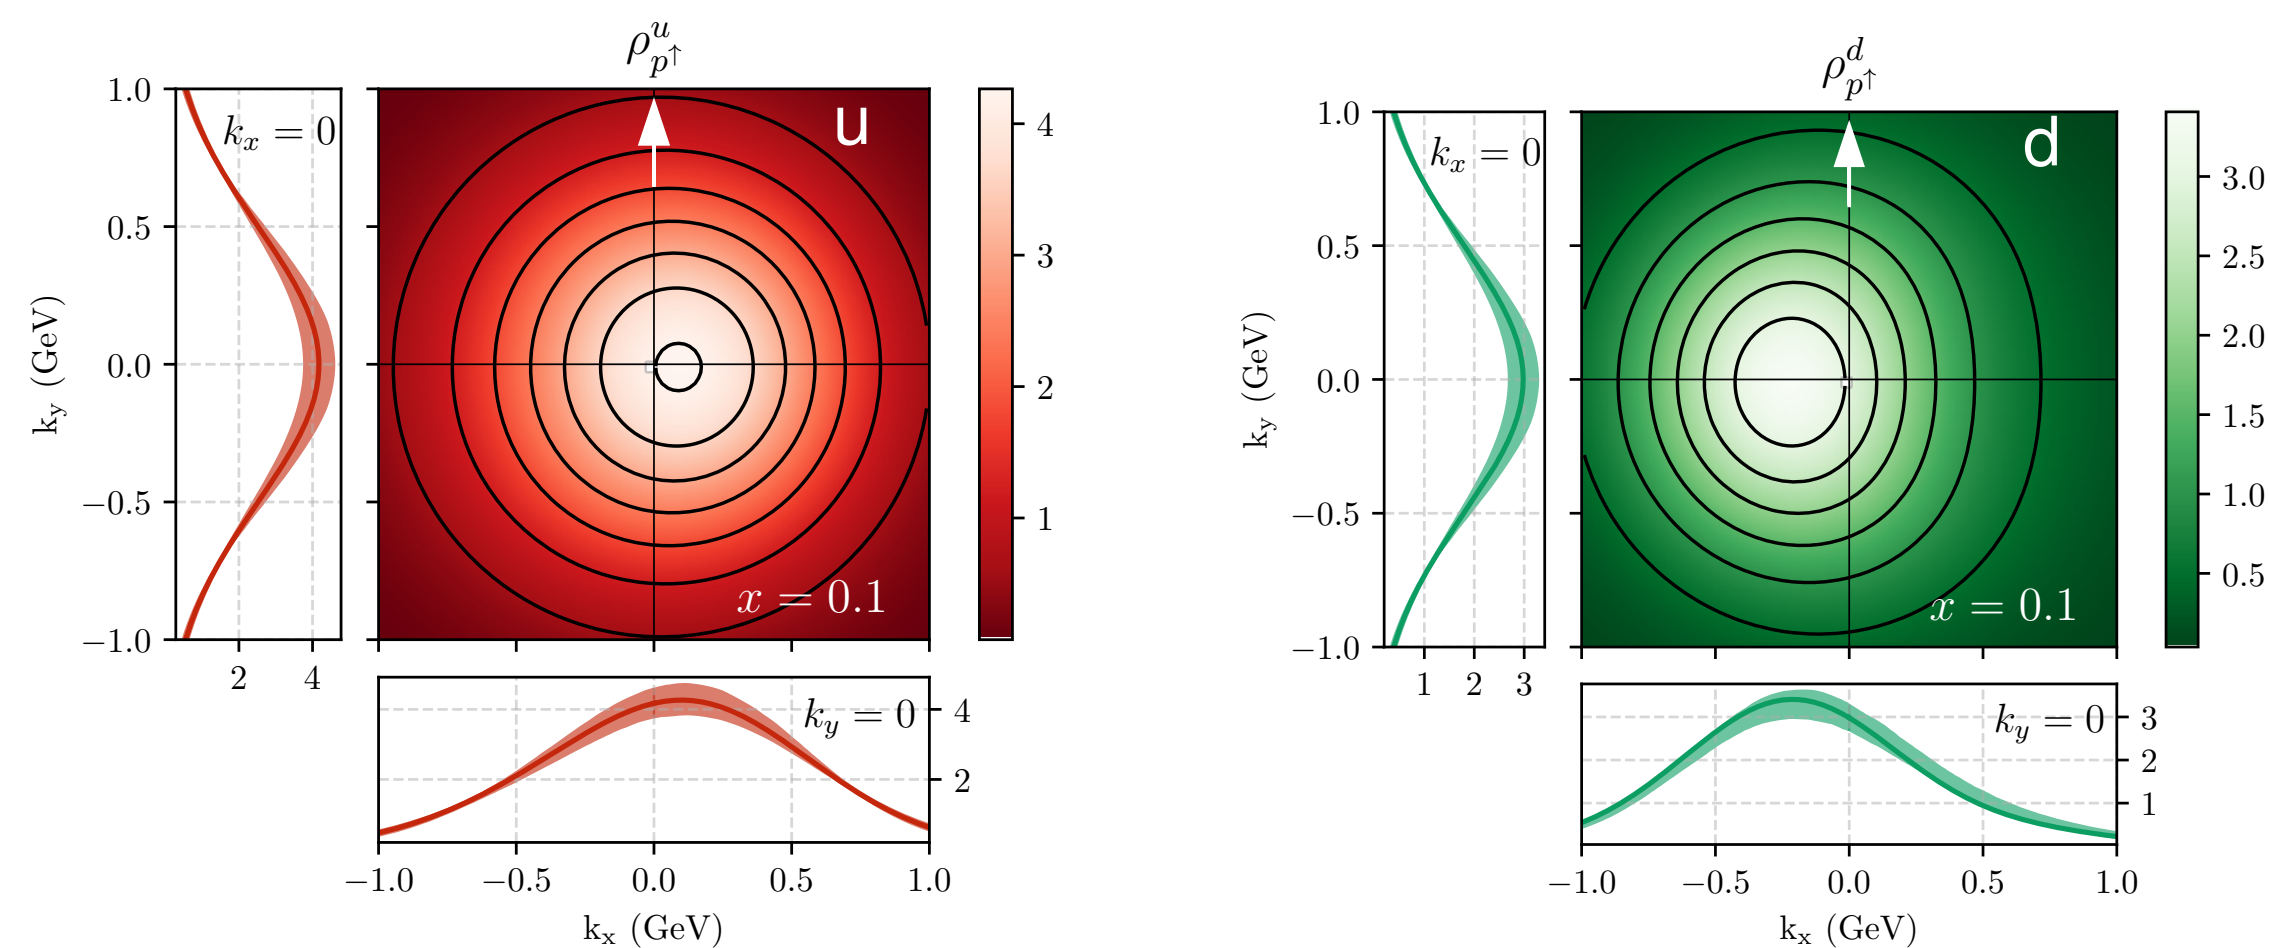 ρ^u_{p^↑}
1.0
0.5
0.0
−0.5
−1.0
k_y (GeV)
k_x = 0
2 4
u
x = 0.1
4
3
2
1
k_y = 0
4
2
−1.0 −0.5 0.0 0.5 1.0
k_x (GeV)
ρ^d_{p^↑}
1.0
0.5
0.0
−0.5
−1.0
k_y (GeV)
k_x = 0
1 2 3
d
x = 0.1
3.0
2.5
2.0
1.5
1.0
0.5
k_y = 0
3
2
1
−1.0 −0.5 0.0 0.5 1.0
k_x (GeV)